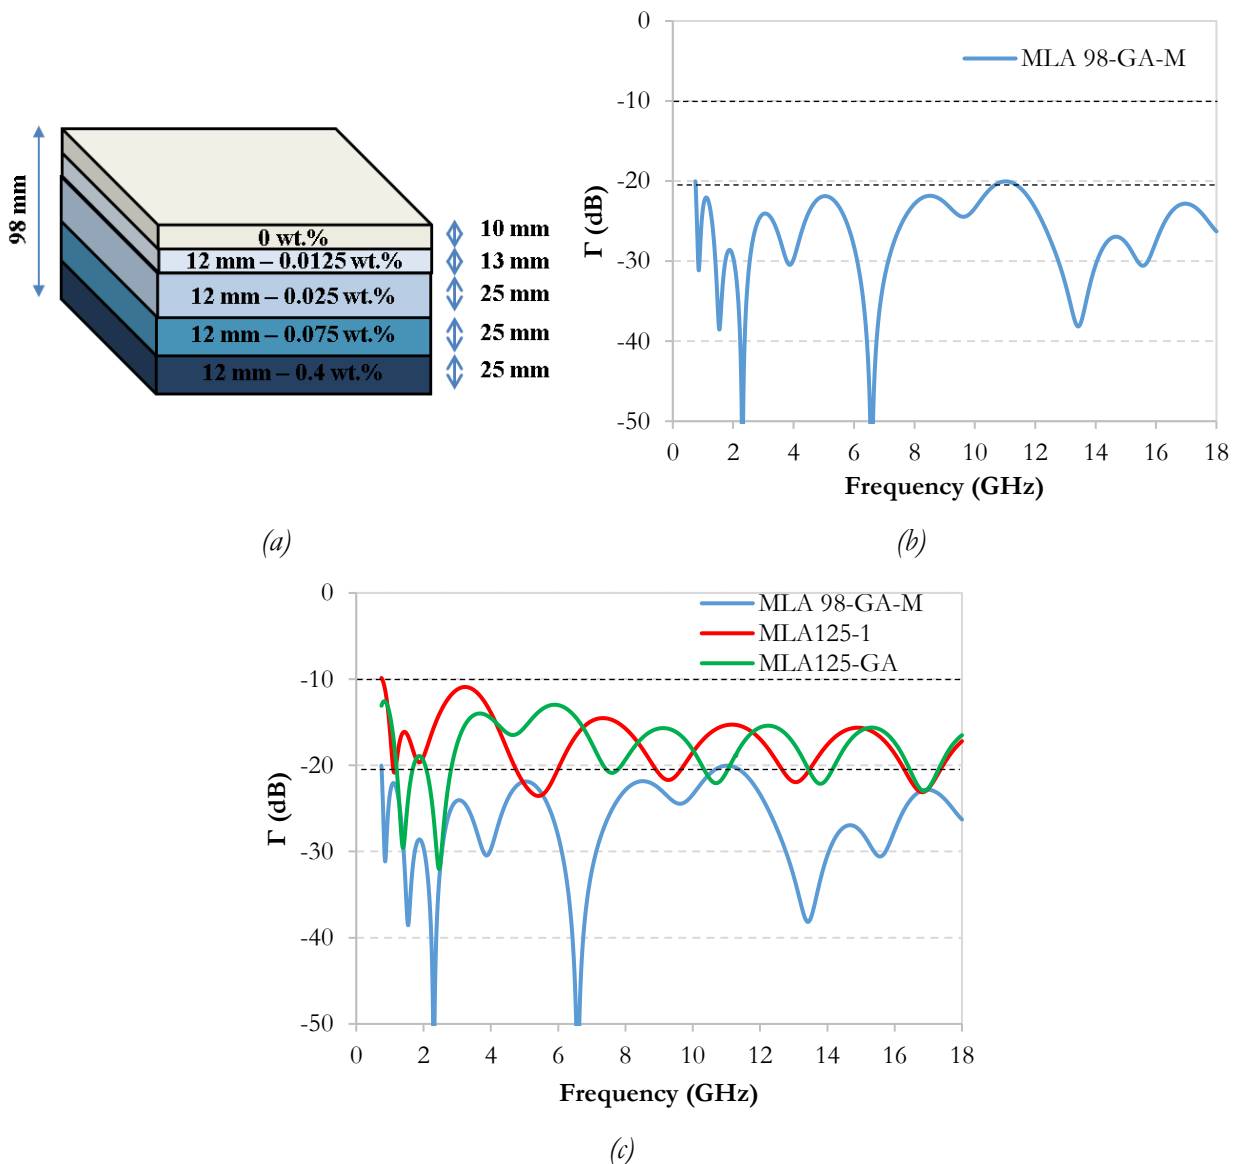 98 mm
0 wt.%
10 mm
12 mm – 0.0125 wt.%
13 mm
12 mm – 0.025 wt.%
25 mm
12 mm – 0.075 wt.%
25 mm
12 mm – 0.4 wt.%
25 mm
(a)
MLA 98-GA-M
Γ (dB)
0
-10
-20
-30
-40
-50
0 2 4 6 8 10 12 14 16 18
Frequency (GHz)
(b)
MLA 98-GA-M
MLA125-1
MLA125-GA
Γ (dB)
0
-10
-20
-30
-40
-50
0 2 4 6 8 10 12 14 16 18
Frequency (GHz)
(c)